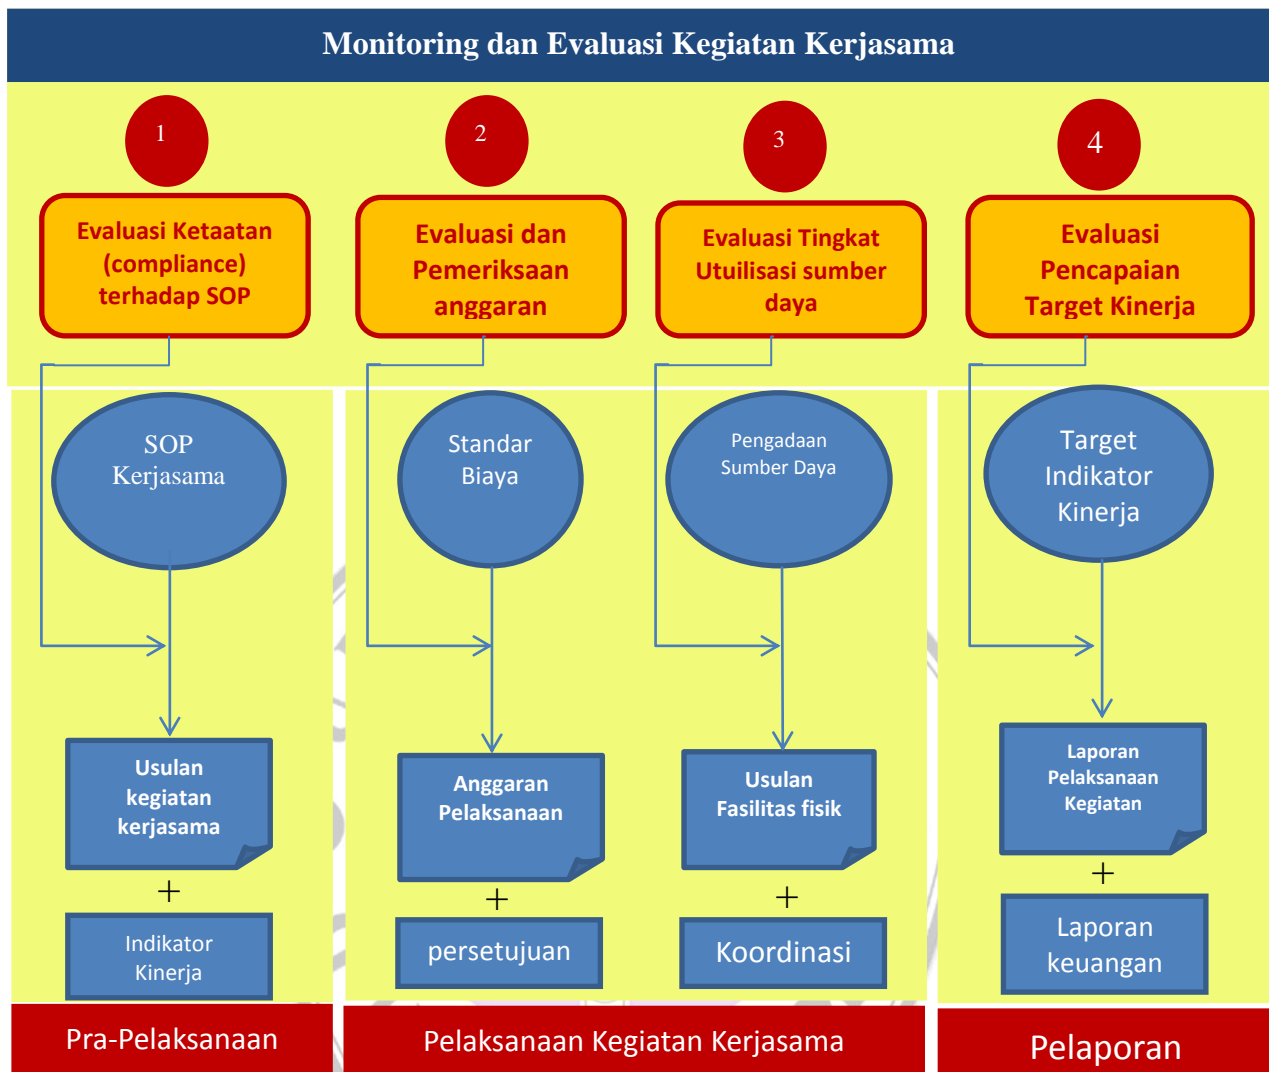 Monitoring dan Evaluasi Kegiatan Kerjasama
1
2
3
4
Evaluasi Ketaatan
(compliance)
terhadap SOP
Evaluasi dan
Pemeriksaan
anggaran
Evaluasi Tingkat
Utuilisasi sumber
daya
Evaluasi
Pencapaian
Target Kinerja
SOP
Kerjasama
Standar
Biaya
Pengadaan
Sumber Daya
Target
Indikator
Kinerja
Usulan
kegiatan
kerjasama
Anggaran
Pelaksanaan
Usulan
Fasilitas fisik
Laporan
Pelaksanaan
Kegiatan
+
+
+
+
Indikator
Kinerja
persetujuan
Koordinasi
Laporan
keuangan
Pra-Pelaksanaan
Pelaksanaan Kegiatan Kerjasama
Pelaporan